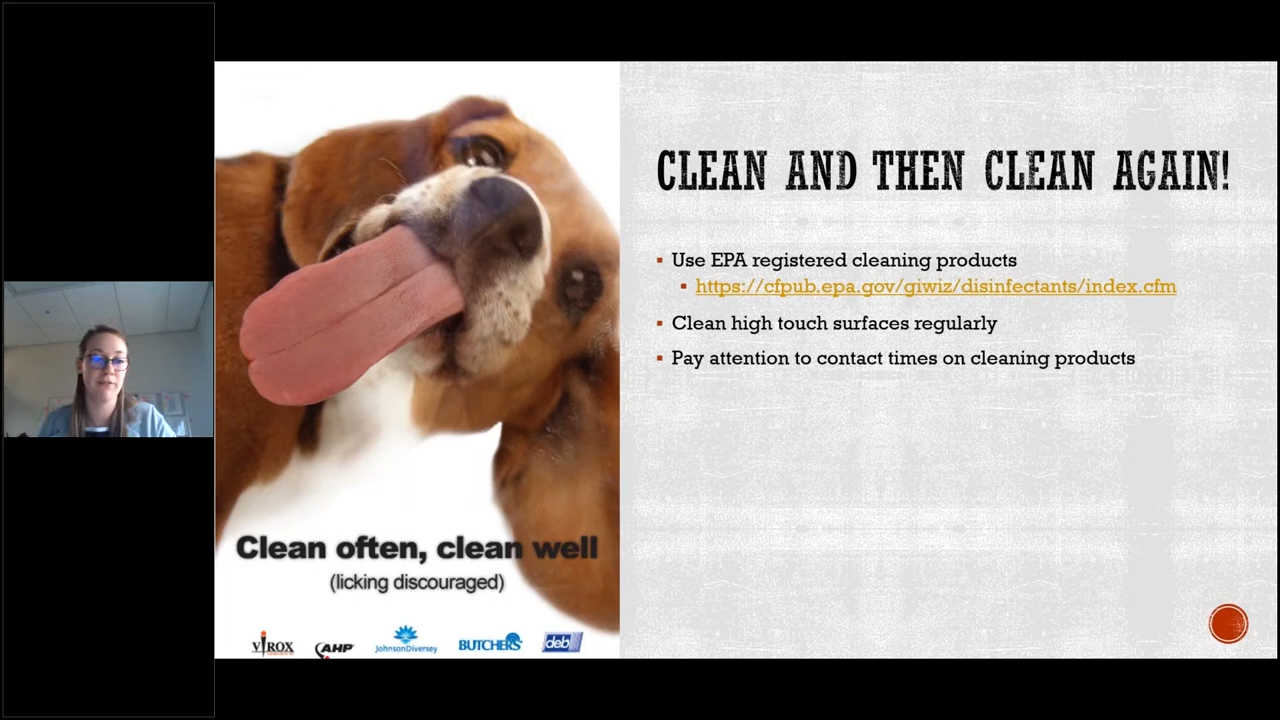 CLEAN AND THEN CLEAN AGAIN!
Use EPA registered cleaning products
https://cfpub.epa.gov/giwiz/disinfectants/index.cfm
Clean high touch surfaces regularly
Pay attention to contact times on cleaning products
Clean often, clean well
(licking discouraged)
VIROX
AHP
JohnsonDiversey
BUTCHERS
deb